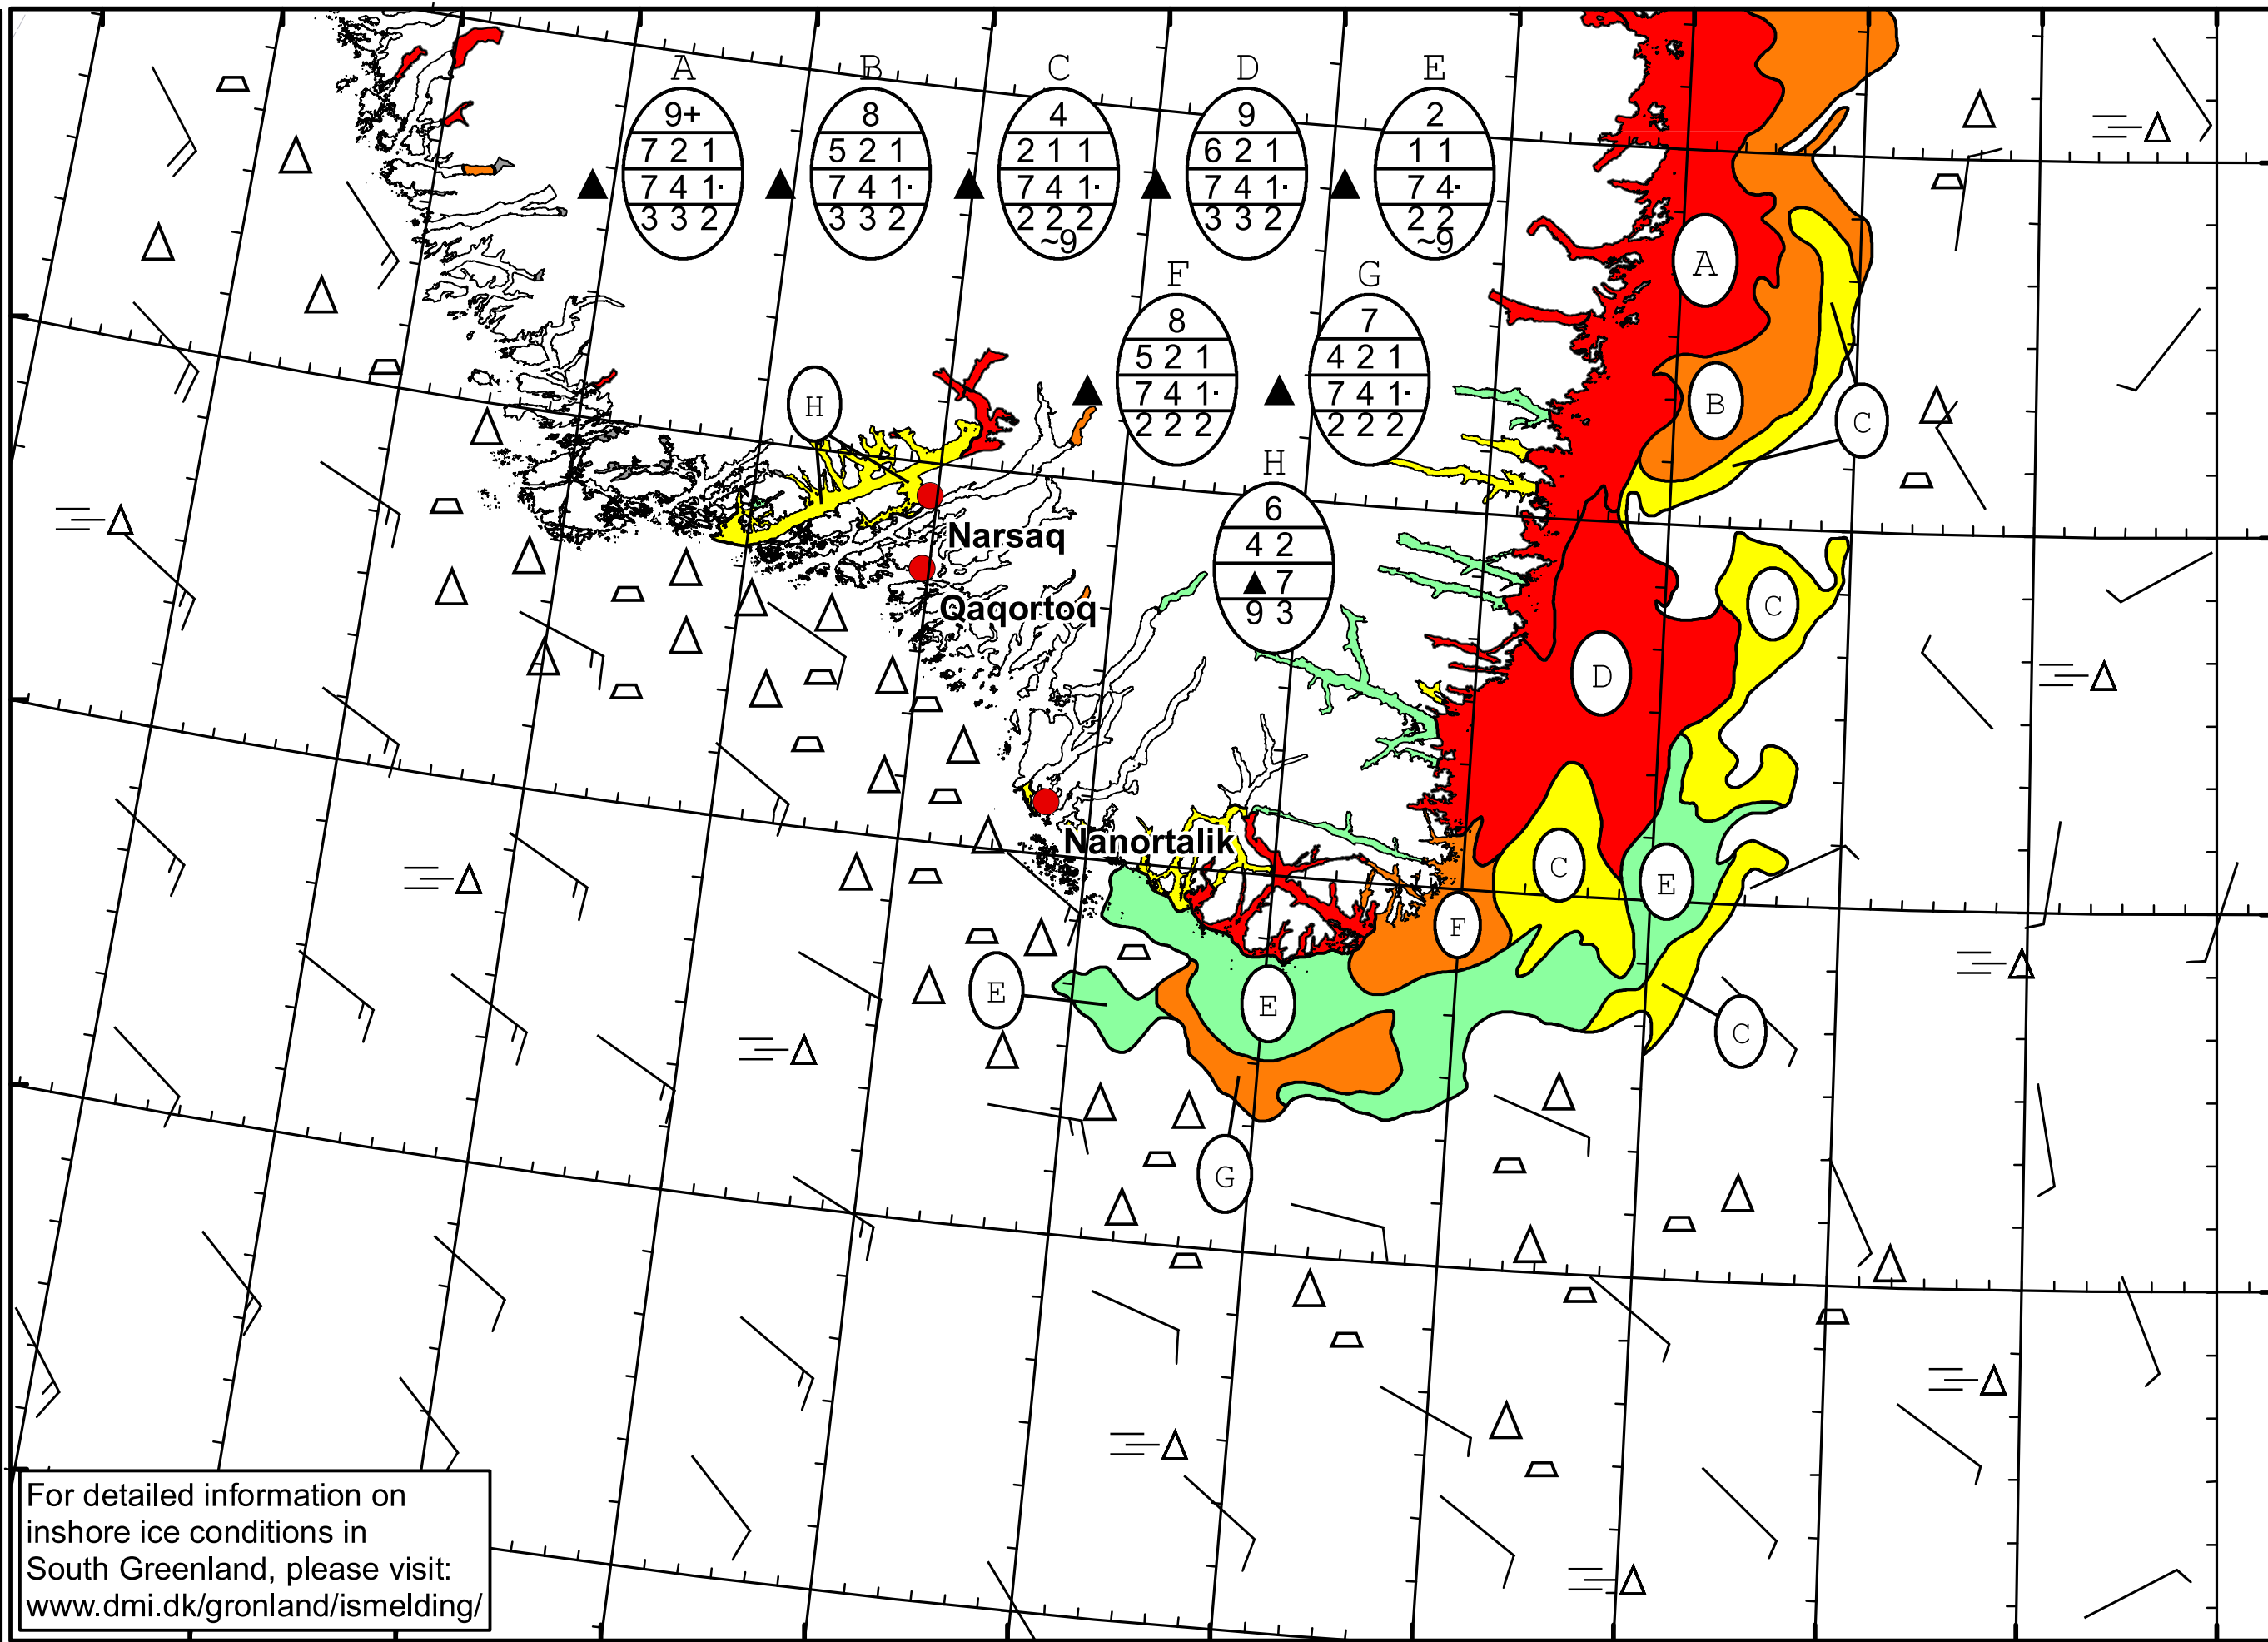 A B C D E
9+ 8 4 9 2
7 2 1 5 2 1 2 1 1 6 2 1 1 1
7 4 1· 7 4 1· 7 4 1· 7 4 1· 7 4·
3 3 2 3 3 2 2 2 2 3 3 2 2 2
~9 ~9
F G
8 7
5 2 1 4 2 1
7 4 1· 7 4 1·
2 2 2 2 2 2
H
6
4 2
▲ 7
9 3
A
H
B
C
Narsaq
Qaqortoq
C
D
Nanortalik
C
E
F
E
E
C
G
For detailed information on
inshore ice conditions in
South Greenland, please visit:
www.dmi.dk/gronland/ismelding/